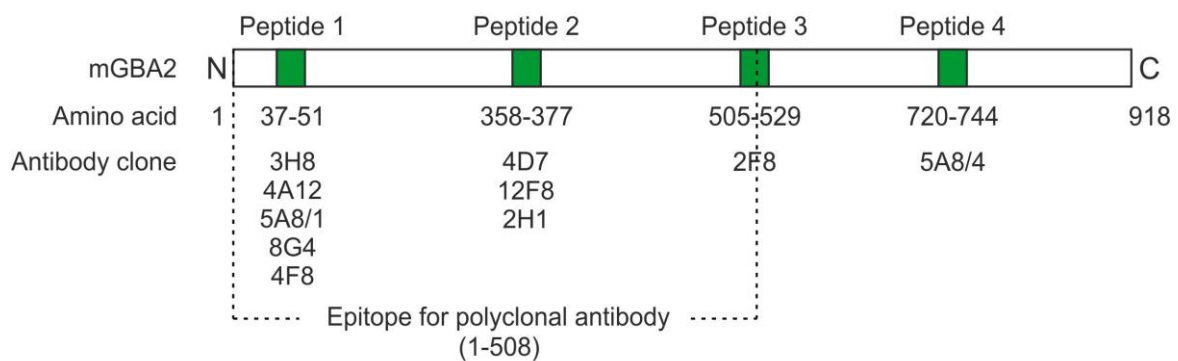 Peptide 1 Peptide 2 Peptide 3 Peptide 4
mGBA2 N C
Amino acid 1 37-51 358-377 505-529 720-744 918
Antibody clone 3H8 4D7 2F8 5A8/4
4A12 12F8
5A8/1 2H1
8G4
4F8
Epitope for polyclonal antibody
(1-508)